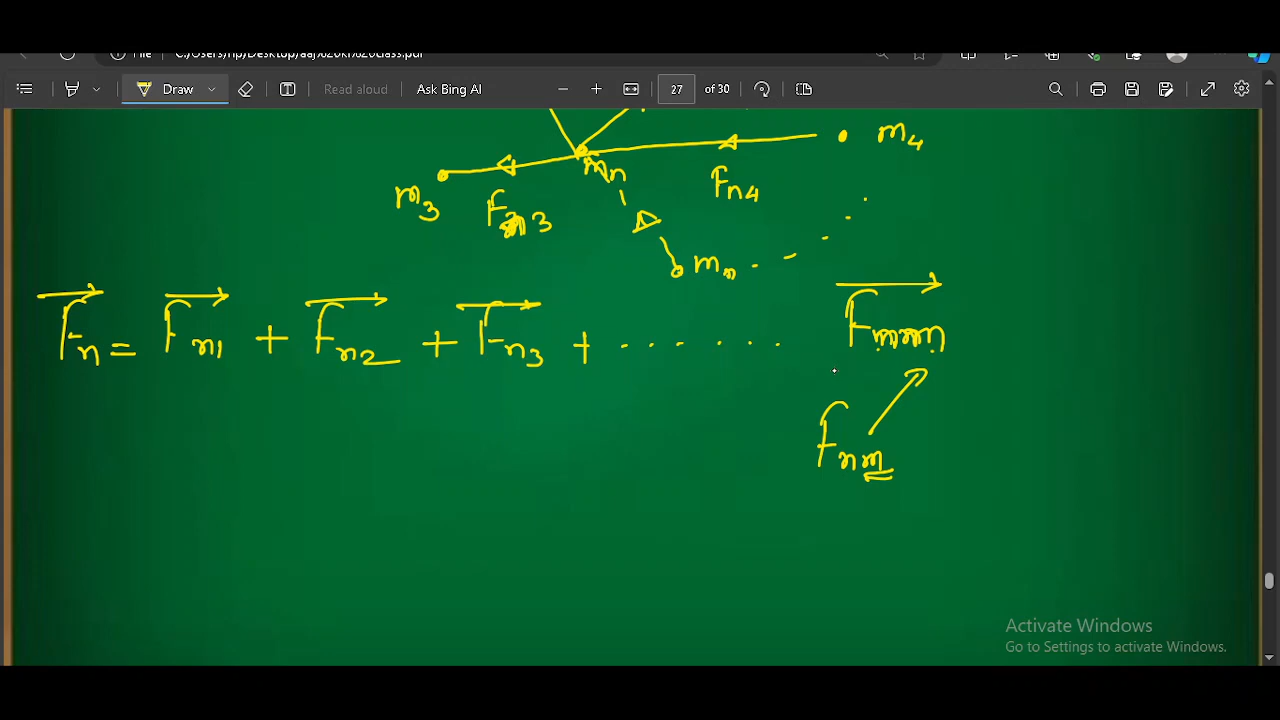 File C:/Users/hp/Desktop/aaj%20ki%20class.pdf
Draw Read aloud Ask Bing AI 27 of 30
m4
mn
m3 Fn3 Fn4
mn
Fn = Fn1 + Fn2 + Fn3 + .......
Fnm
Activate Windows
Go to Settings to activate Windows.